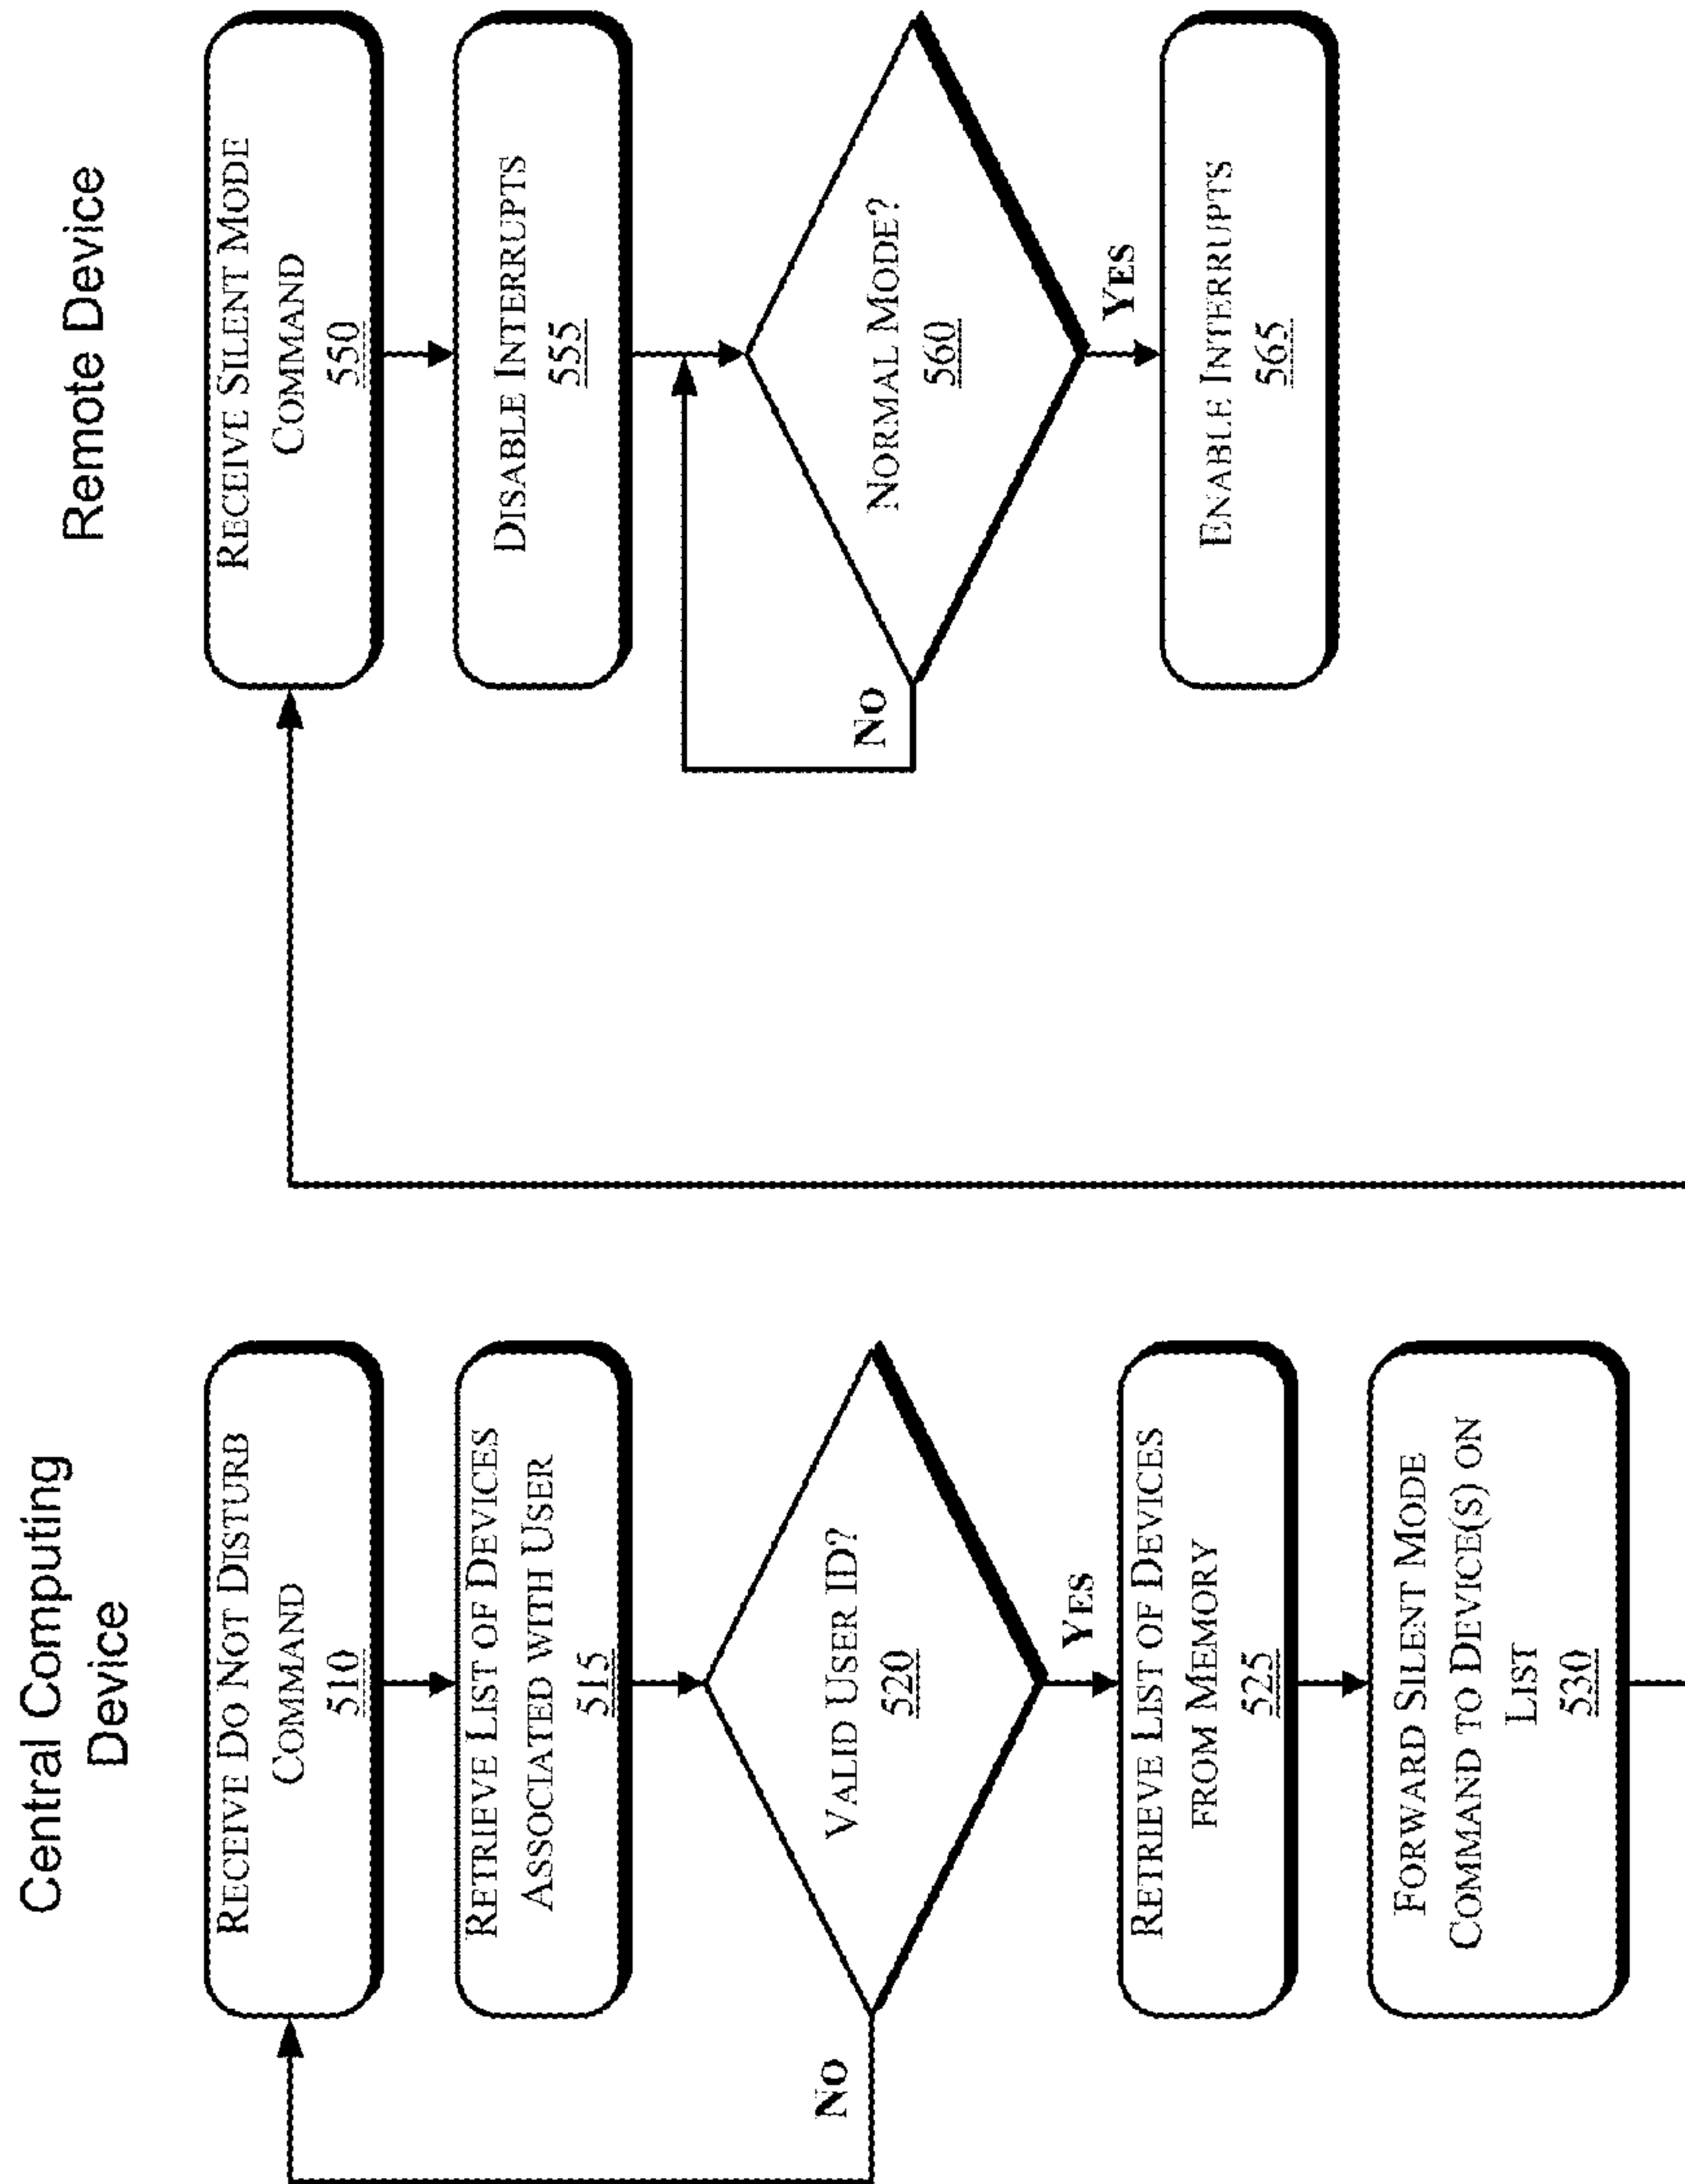 Central Computing
Device
RECEIVE DO NOT DISTURB
COMMAND
510
RETRIEVE LIST OF DEVICES
ASSOCIATED WITH USER
515
VALID USER ID?
520
NO
YES
RETRIEVE LIST OF DEVICES
FROM MEMORY
525
FORWARD SILENT MODE
COMMAND TO DEVICE(S) ON
LIST
530
Remote Device
RECEIVE SILENT MODE
COMMAND
550
DISABLE INTERRUPTS
555
NORMAL MODE?
560
NO
YES
ENABLE INTERRUPTS
565